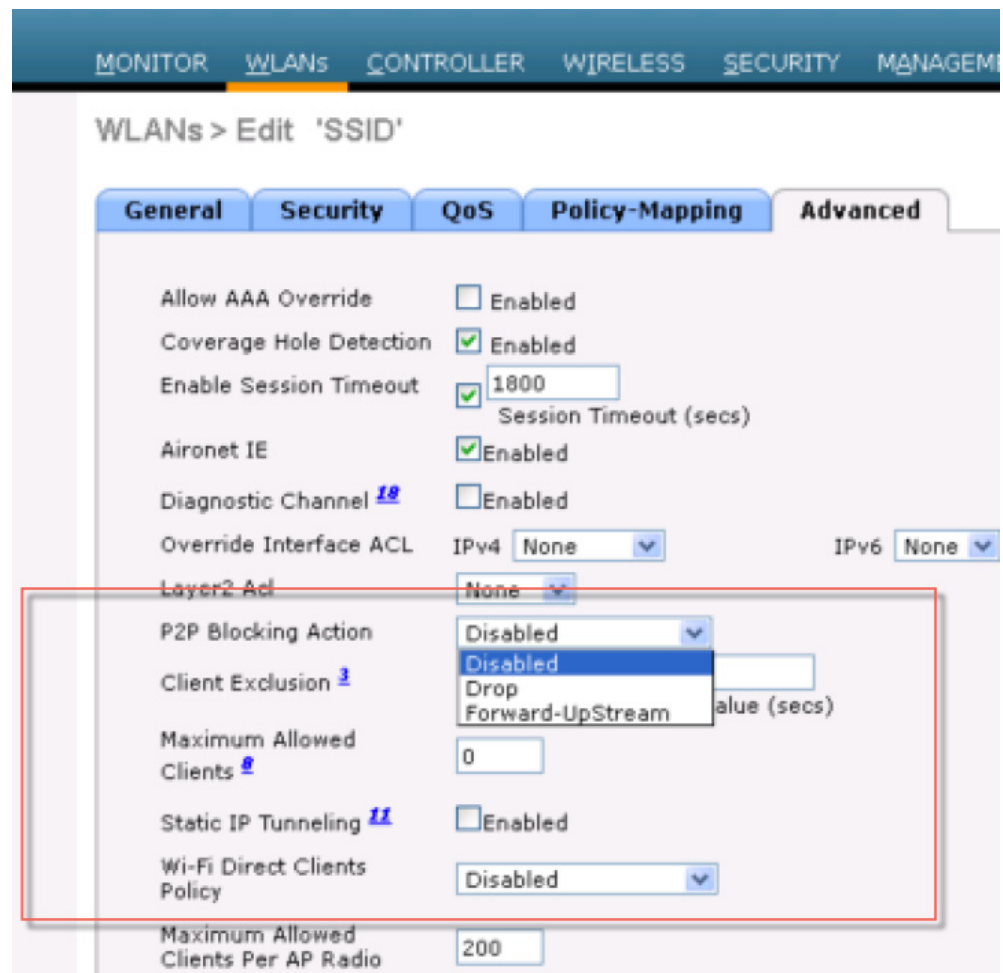 MONITOR WLANs CONTROLLER WIRELESS SECURITY
WLANs > Edit 'SSID'
General Security QoS Policy-Mapping Advanced
Allow AAA Override Enabled
Coverage Hole Detection Enabled
Enable Session Timeout 1800
Session Timeout (secs)
Aironet IE Enabled
Diagnostic Channel 18 Enabled
Override Interface ACL IPv4 None IPv6 None
Layer2 Acl None
P2P Blocking Action Disabled
Disabled
Client Exclusion 3
Drop
Forward-UpStream alue (secs)
Maximum Allowed
Clients 8 0
Static IP Tunneling 11 Enabled
Wi-Fi Direct Clients
Policy Disabled
Maximum Allowed
Clients Per AP Radio 200